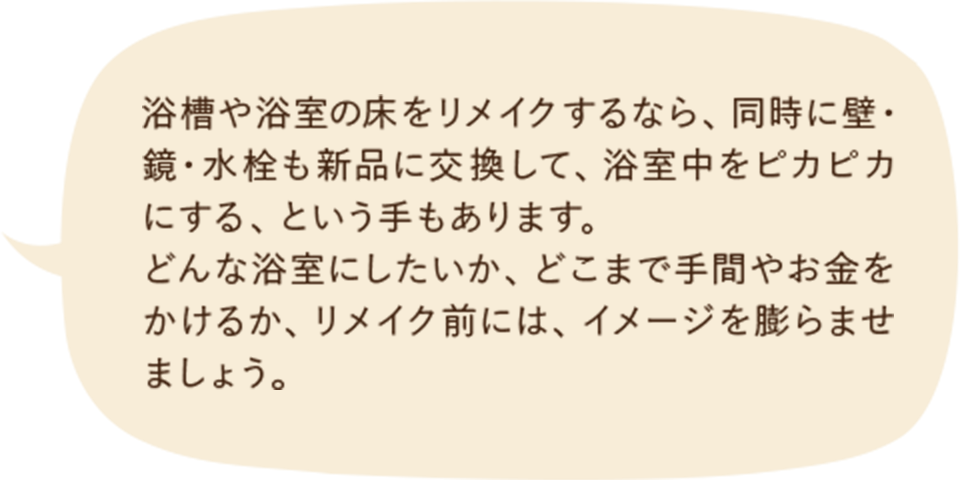 浴槽や浴室の床をリメイクするなら、同時に壁・
鏡・水栓も新品に交換して、浴室中をピカピカ
にする、という手もあります。
どんな浴室にしたいか、どこまで手間やお金を
かけるか、リメイク前には、イメージを膨らませ
ましょう。